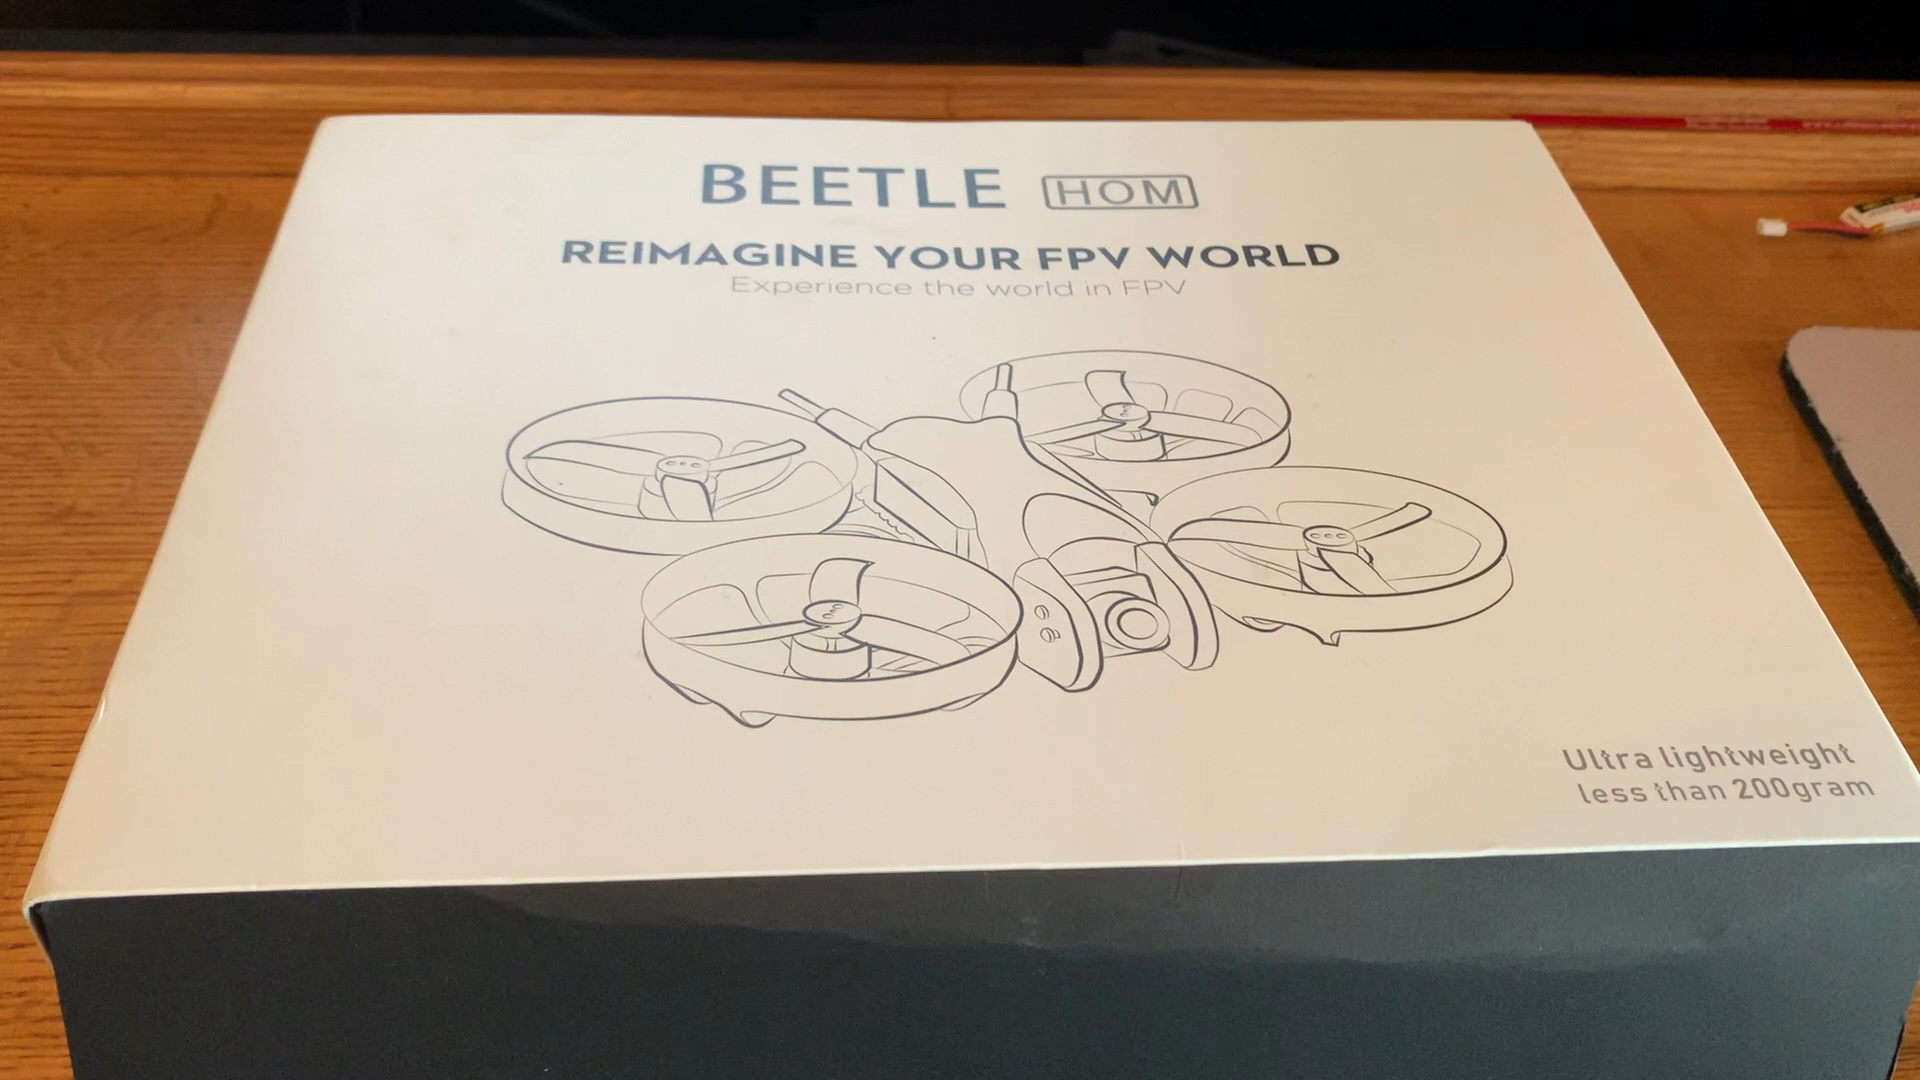 BEETLE HOM
REIMAGINE YOUR FPV WORLD
Experience the world in FPV
Ultra lightweight
less than 200gram